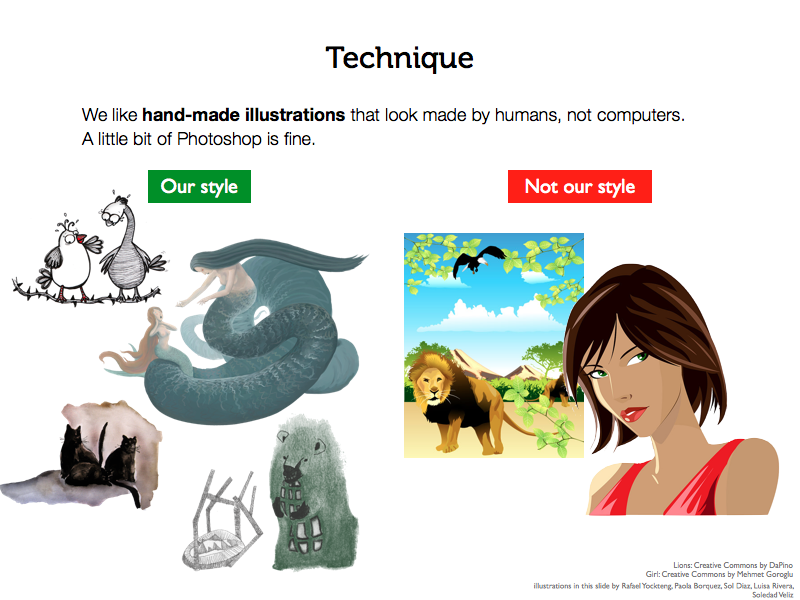 Technique
We like hand-made illustrations that look made by humans, not computers.
A little bit of Photoshop is fine.
Our style
Not our style
Lions: Creative Commons by DaPino
Girl: Creative Commons by Mehmet Goroglu
illustrations in this slide by Rafael Yockteng, Paola Borquez, Sol Díaz, Luisa Rivera,
Soledad Veliz